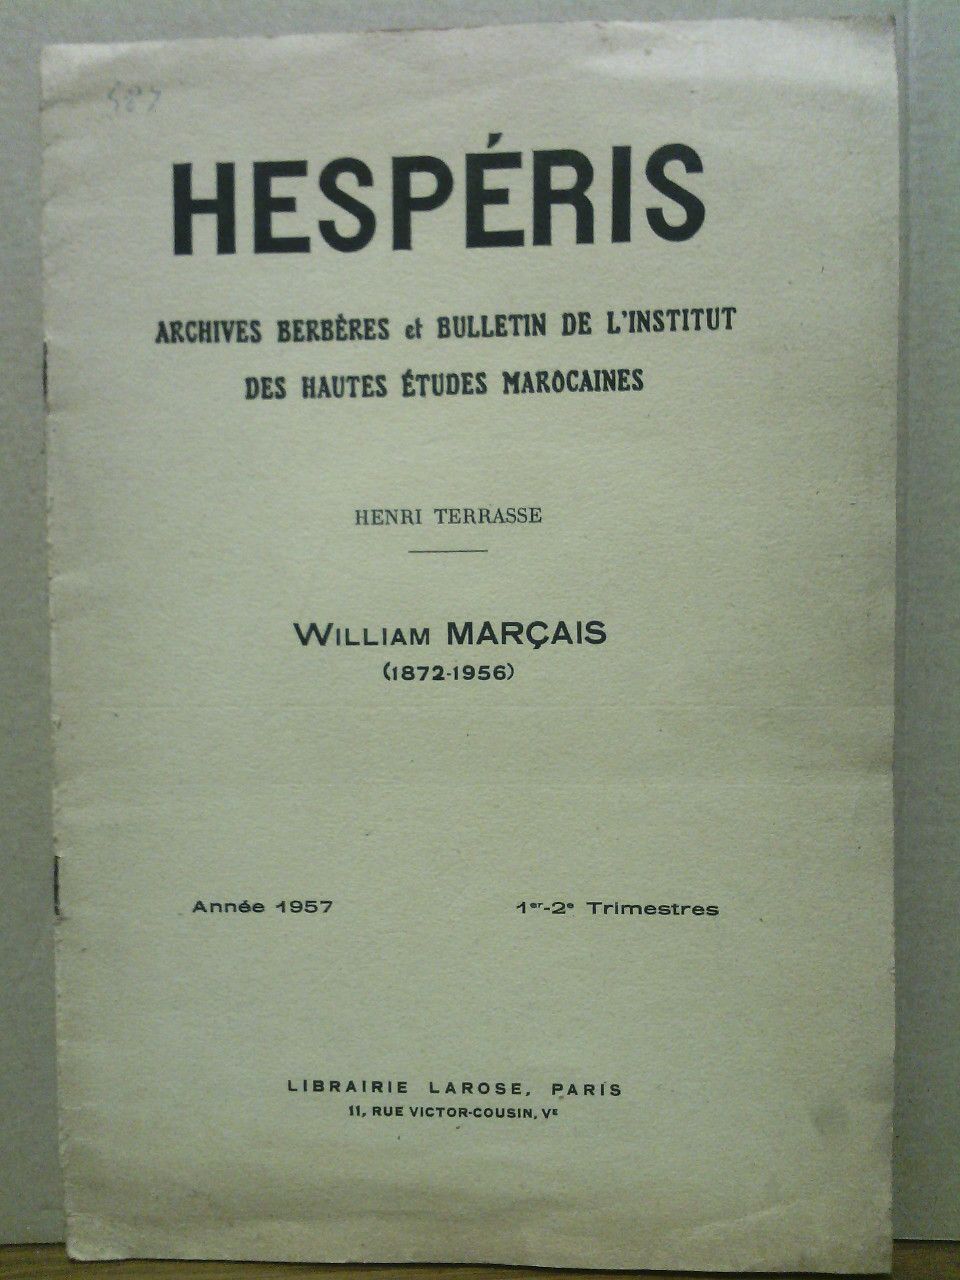 HESPÉRIS
ARCHIVES BERBÈRES et BULLETIN DE L'INSTITUT
DES HAUTES ÉTUDES MAROCAINES
HENRI TERRASSE
WILLIAM MARÇAIS
(1872-1956)
Année 1957 1er-2e Trimestres
LIBRAIRIE LAROSE, PARIS
11, RUE VICTOR-COUSIN, VE